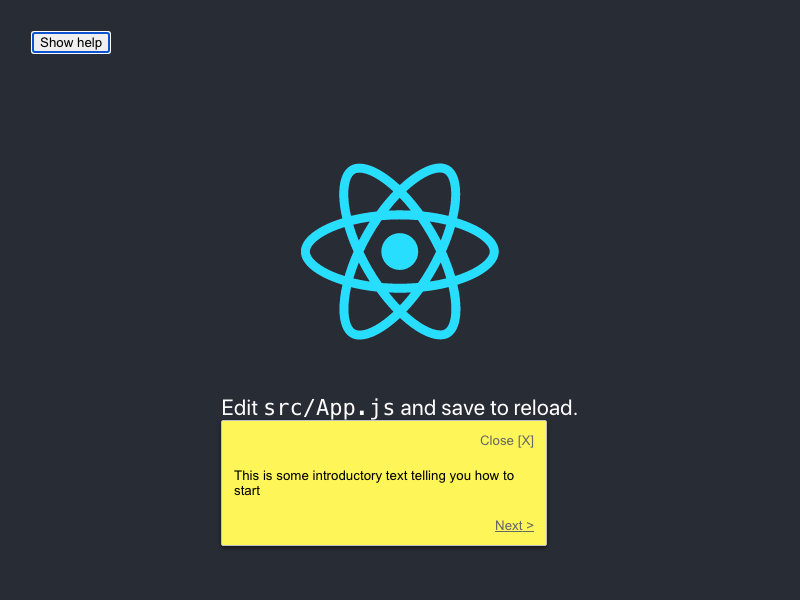 Show help
Edit src/App.js and save to reload.
Close [X]
This is some introductory text telling you how to
start
Next >